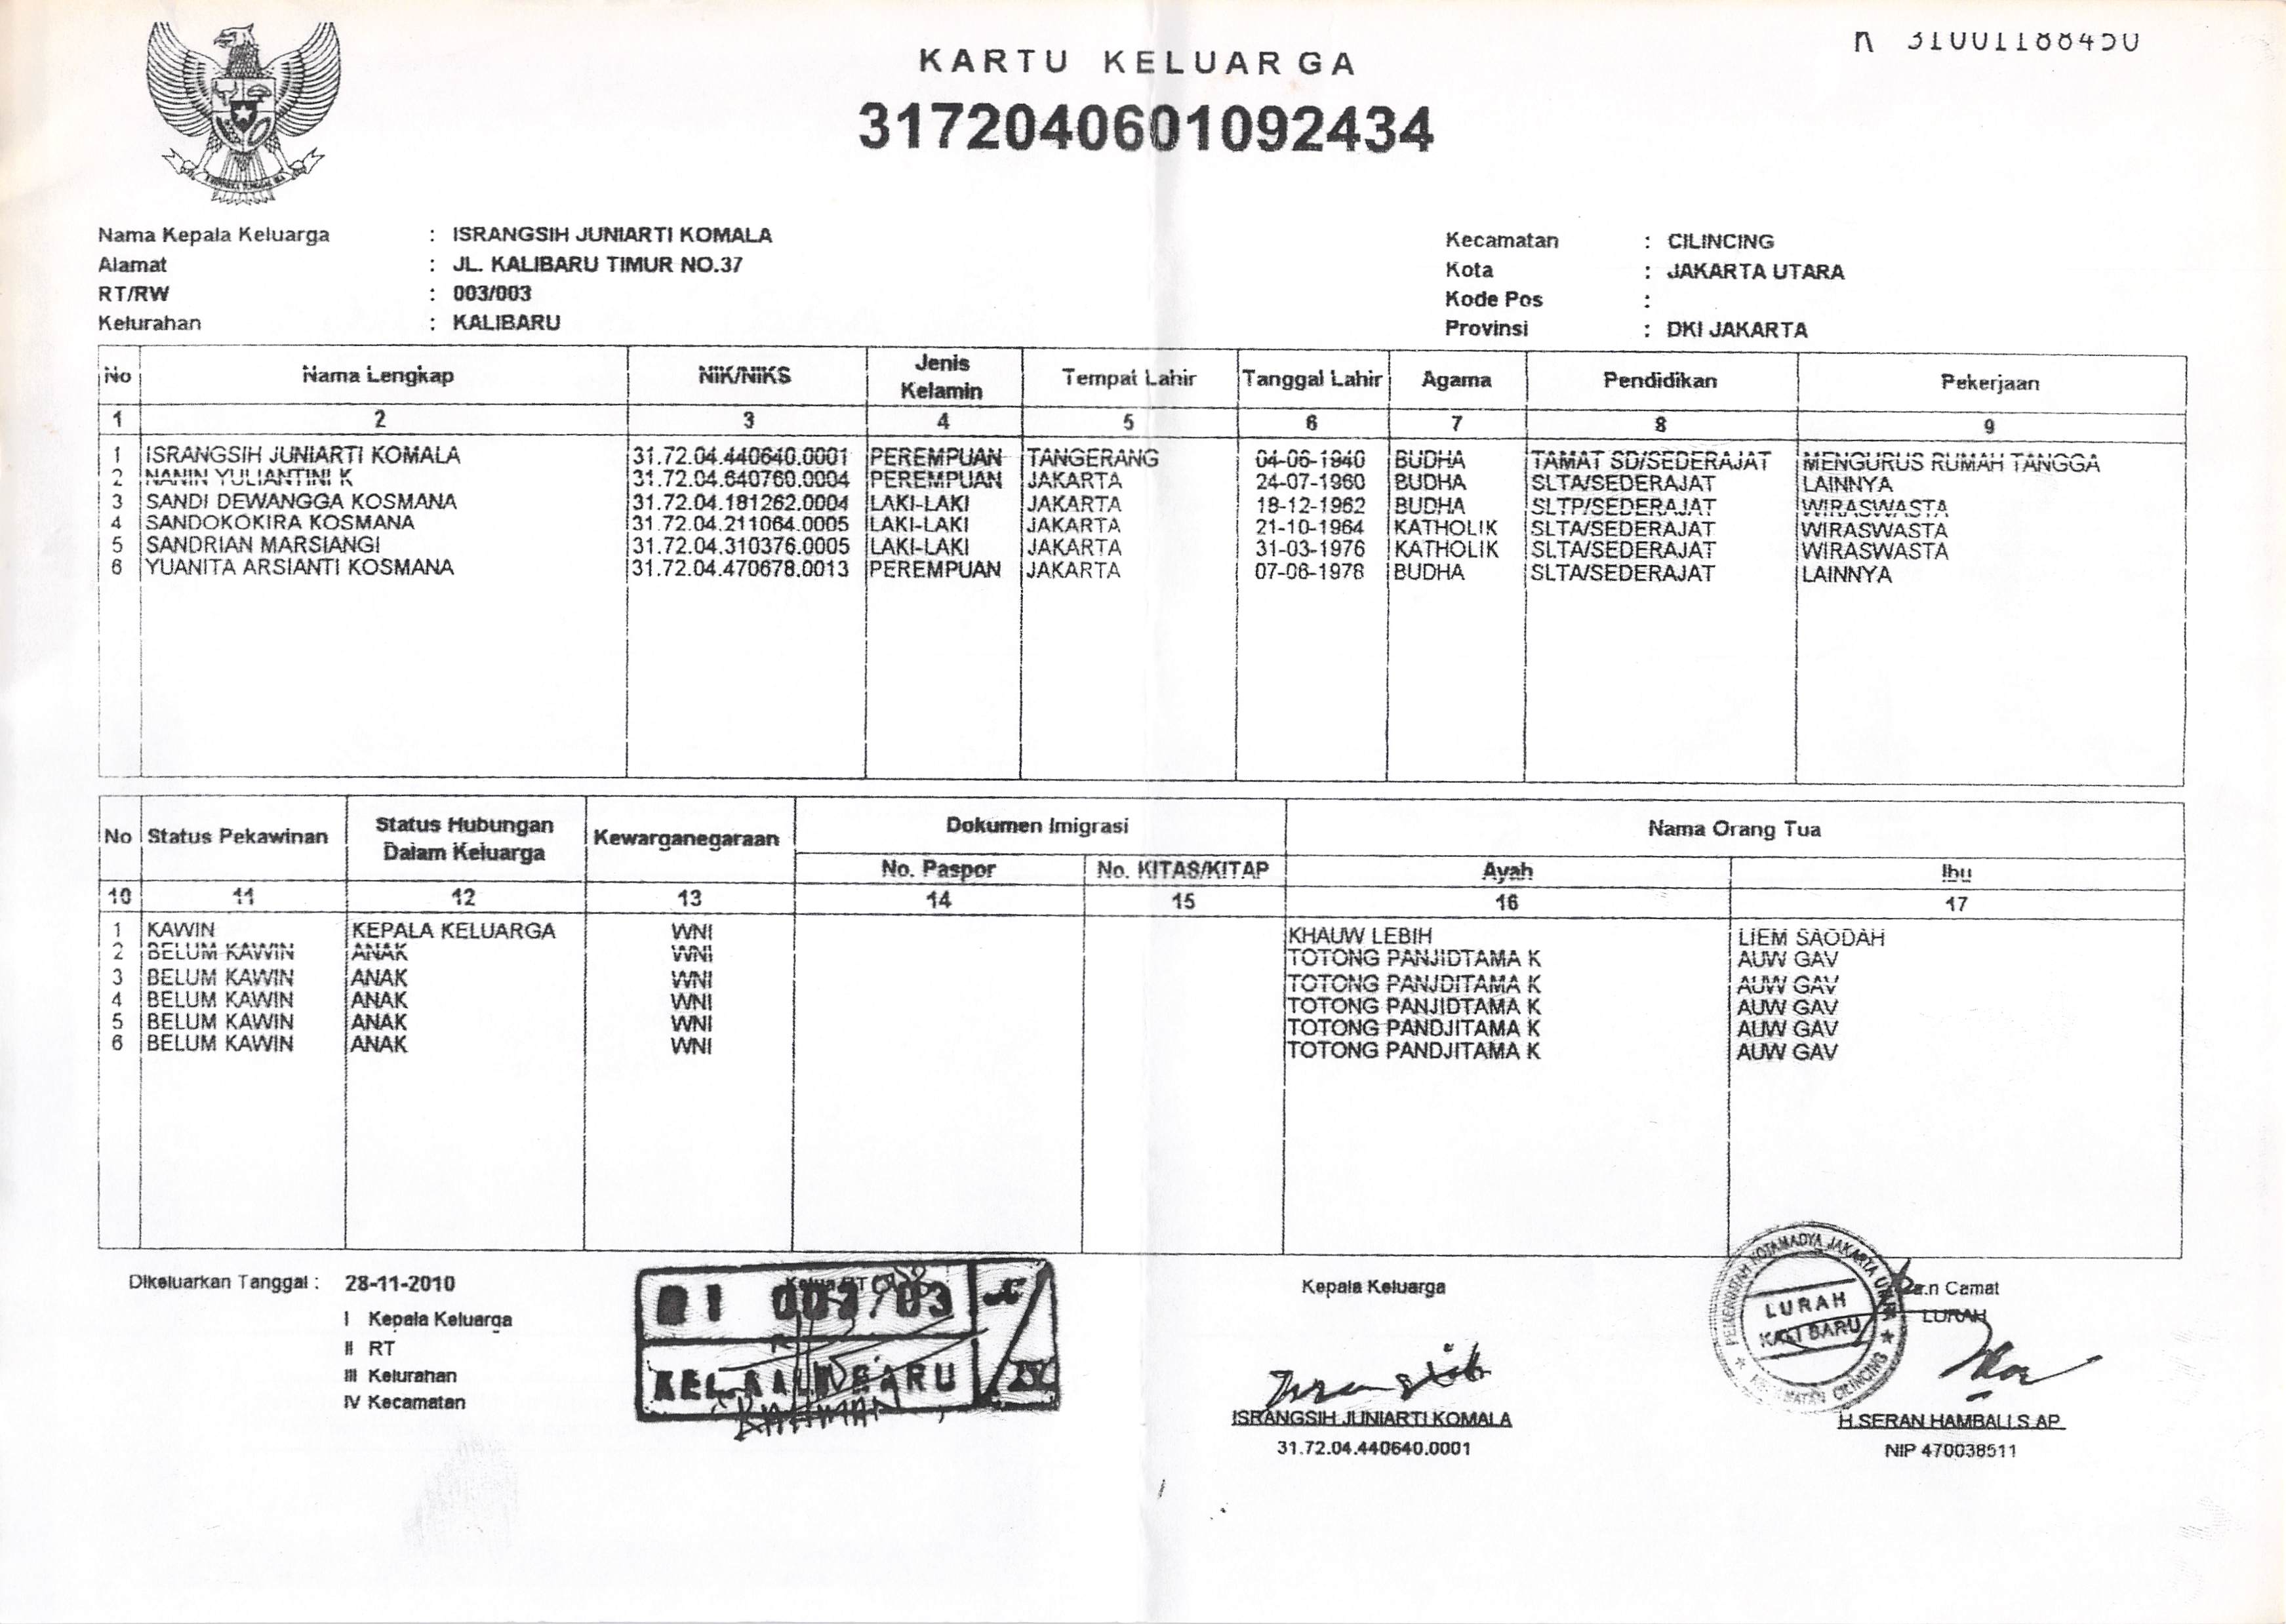 KARTU KELUARGA
3172040601092434
Nama Kepala Keluarga : ISRANGSIH JUNIARTI KOMALA
Alamat : JL. KALIBARU TIMUR NO.37
RT/RW : 003/003
Kelurahan : KALIBARU
Kecamatan : CILINCING
Kota : JAKARTA UTARA
Kode Pos :
Provinsi : DKI JAKARTA
No Nama Lengkap NIK/NIKS Jenis Kelamin Tempat Lahir Tanggal Lahir Agama Pendidikan Pekerjaan
1 2 3 4 5 6 7 8 9
1 ISRANGSIH JUNIARTI KOMALA 31.72.04.440640.0001 PEREMPUAN TANGERANG 04-06-1940 BUDHA TAMAT SD/SEDERAJAT MENGURUS RUMAH TANGGA
2 NANIN YULIANTINI K 31.72.04.640760.0004 PEREMPUAN JAKARTA 24-07-1960 BUDHA SLTA/SEDERAJAT LAINNYA
3 SANDI DEWANGGA KOSMANA 31.72.04.181262.0004 LAKI-LAKI JAKARTA 18-12-1962 BUDHA SLTP/SEDERAJAT WIRASWASTA
4 SANDOKOKIRA KOSMANA 31.72.04.211064.0005 LAKI-LAKI JAKARTA 21-10-1964 KATHOLIK SLTA/SEDERAJAT WIRASWASTA
5 SANDRIAN MARSIANGI 31.72.04.310376.0005 LAKI-LAKI JAKARTA 31-03-1976 KATHOLIK SLTA/SEDERAJAT WIRASWASTA
6 YUANITA ARSIANTI KOSMANA 31.72.04.470678.0013 PEREMPUAN JAKARTA 07-06-1978 BUDHA SLTA/SEDERAJAT LAINNYA
No Status Pekawinan Status Hubungan Dalam Keluarga Kewarganegaraan Dokumen Imigrasi Nama Orang Tua
No. Paspor No. KITAS/KITAP Ayah Ibu
10 11 12 13 14 15 16 17
1 KAWIN KEPALA KELUARGA WNI KHAUW LEBIH LIEM SAODAH
2 BELUM KAWIN ANAK WNI TOTONG PANJIDTAMA K AUW GAV
3 BELUM KAWIN ANAK WNI TOTONG PANJDITAMA K AUW GAV
4 BELUM KAWIN ANAK WNI TOTONG PANJIDTAMA K AUW GAV
5 BELUM KAWIN ANAK WNI TOTONG PANDJITAMA K AUW GAV
6 BELUM KAWIN ANAK WNI TOTONG PANDJITAMA K AUW GAV
Dikeluarkan Tanggal : 28-11-2010
I Kepala Keluarga
II RT
III Kelurahan
IV Kecamatan
KEL. KALIBARU
Kepala Keluarga
ISRANGSIH JUNIARTI KOMALA
31.72.04.440640.0001
PEMERINTAH KOTAMADYA JAKARTA UTARA
LURAH
KALIBARU
KECAMATAN CILINCING
a.n Camat
LURAH
H.SERAN HAMBALI.S.AP
NIP 470038511